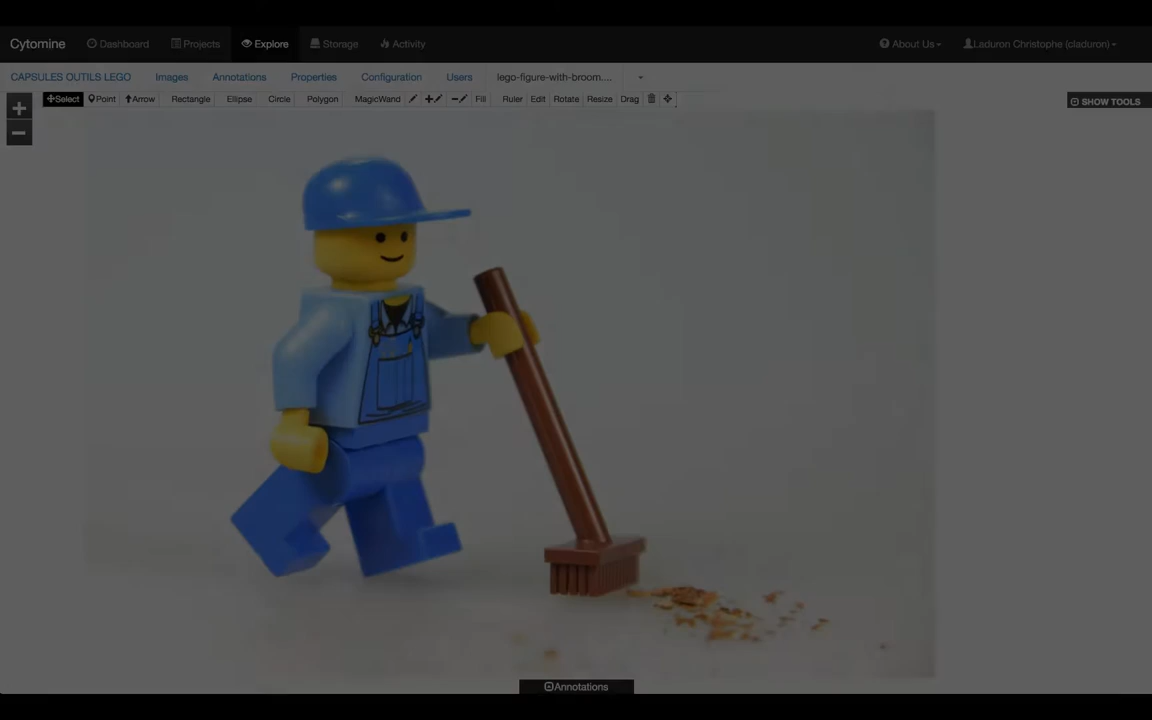 Cytomine Dashboard Projects Explore Storage Activity About Us Laduron Christophe (claduron)
CAPSULES OUTILS LEGO Images Annotations Properties Configuration Users lego-figure-with-broom....
Select Point Arrow Rectangle Ellipse Circle Polygon MagicWand Fill Ruler Edit Rotate Resize Drag
SHOW TOOLS
Annotations